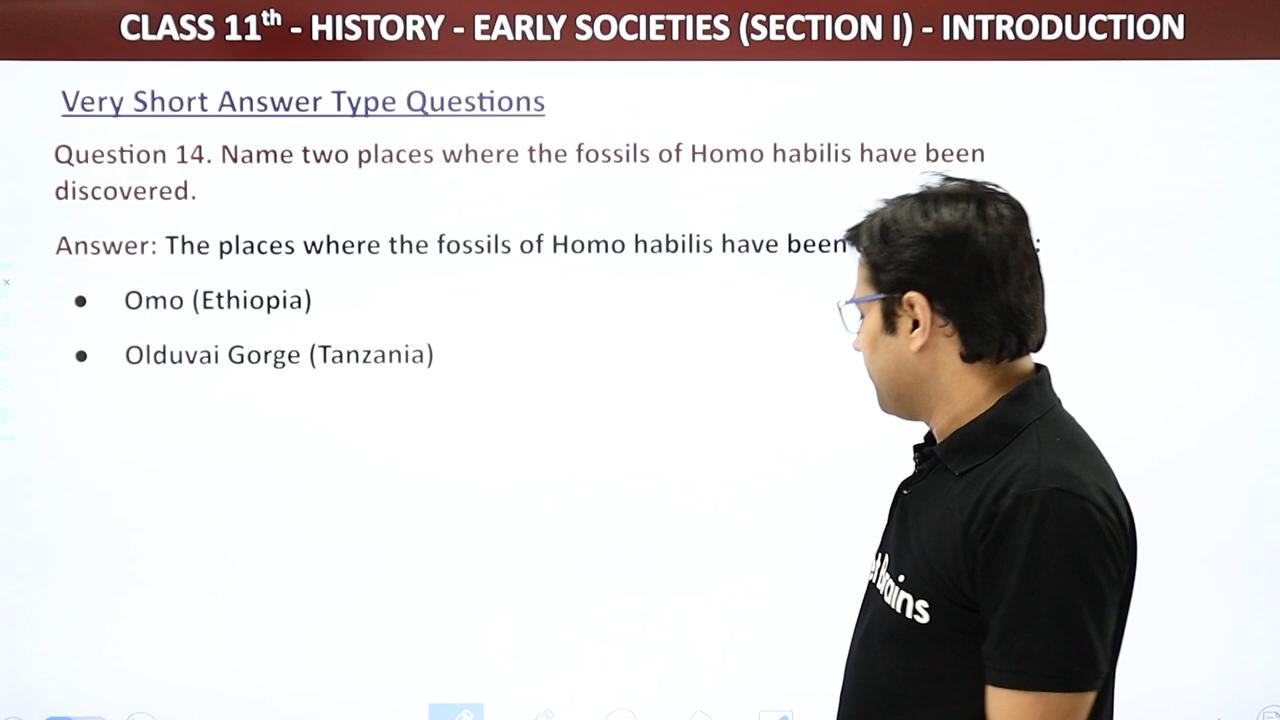 CLASS 11th - HISTORY - EARLY SOCIETIES (SECTION I) - INTRODUCTION
Very Short Answer Type Questions
Question 14. Name two places where the fossils of Homo habilis have been
discovered.
Answer: The places where the fossils of Homo habilis have been :
● Omo (Ethiopia)
● Olduvai Gorge (Tanzania)
Brains